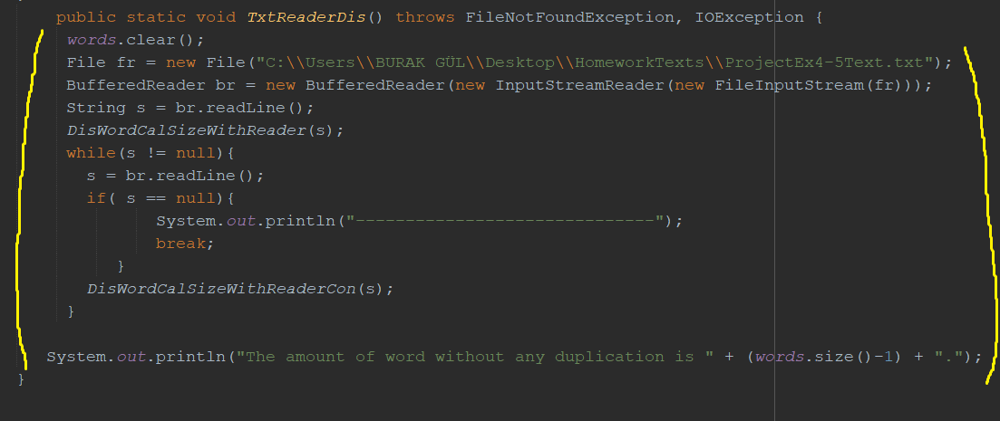 public static void TxtReaderDis() throws FileNotFoundException, IOException {
words.clear();
File fr = new File("C:\\Users\\BURAK GÜL\\Desktop\\HomeworkTexts\\ProjectEx4-5Text.txt");
BufferedReader br = new BufferedReader(new InputStreamReader(new FileInputStream(fr)));
String s = br.readLine();
DisWordCalSizeWithReader(s);
while(s != null){
s = br.readLine();
if( s == null){
System.out.println("------------------------------");
break;
}
DisWordCalSizeWithReaderCon(s);
}
System.out.println("The amount of word without any duplication is " + (words.size()-1) + ".");
}